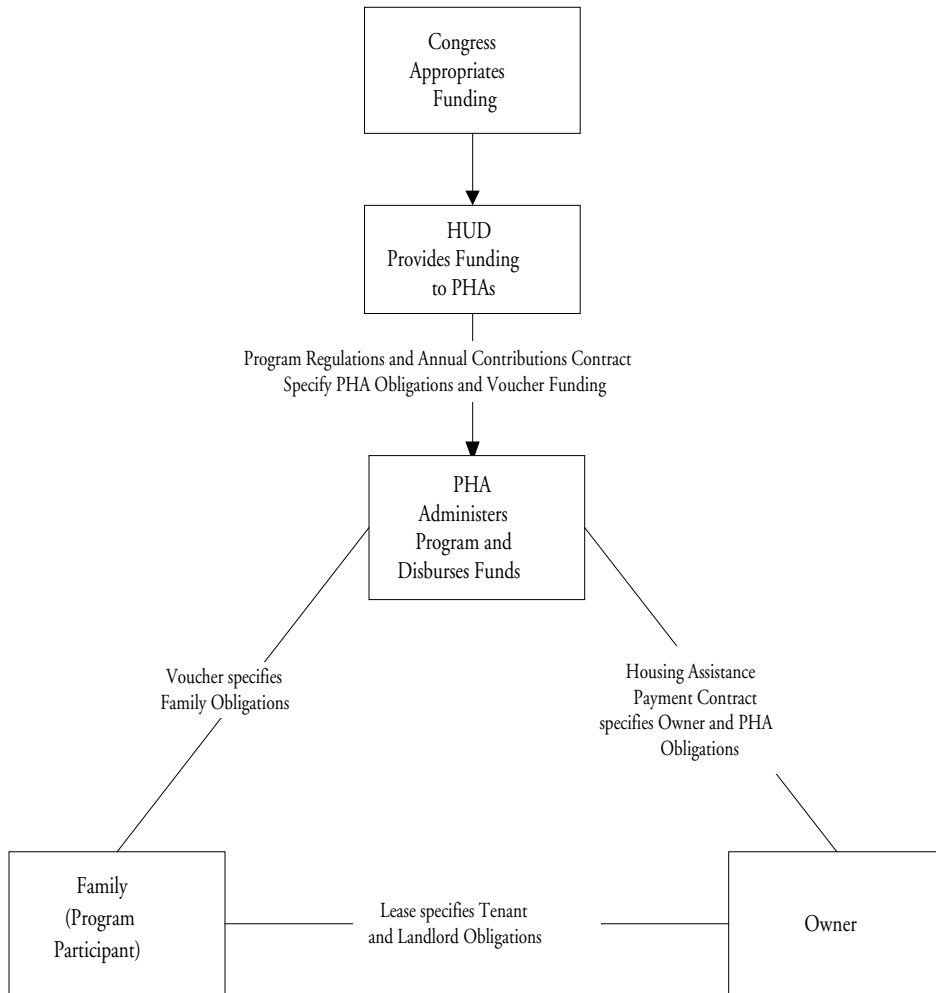 Congress
Appropriates
Funding
HUD
Provides Funding
to PHAs
Program Regulations and Annual Contributions Contract
Specify PHA Obligations and Voucher Funding
PHA
Administers
Program and
Disburses Funds
Voucher specifies
Family Obligations
Housing Assistance
Payment Contract
specifies Owner and PHA
Obligations
Family
(Program
Participant)
Lease specifies Tenant
and Landlord Obligations
Owner